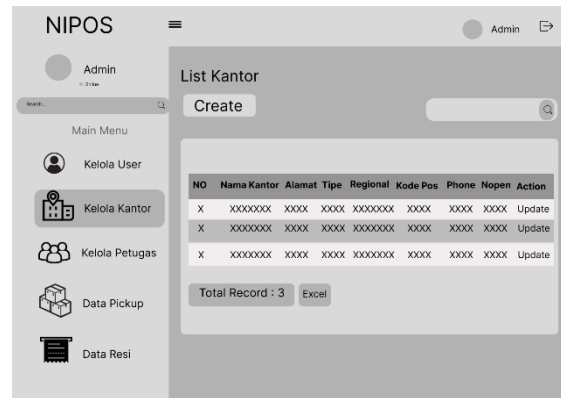 NIPOS
Admin
Admin
Online
Search..
Main Menu
Kelola User
Kelola Kantor
Kelola Petugas
Data Pickup
Data Resi
List Kantor
Create
NO Nama Kantor Alamat Tipe Regional Kode Pos Phone Nopen Action
X XXXXXXX XXXX XXXX XXXXXXX XXXX XXXX XXXX Update
X XXXXXXX XXXX XXXX XXXXXXX XXXX XXXX XXXX Update
X XXXXXXX XXXX XXXX XXXXXXX XXXX XXXX XXXX Update
Total Record : 3 Excel